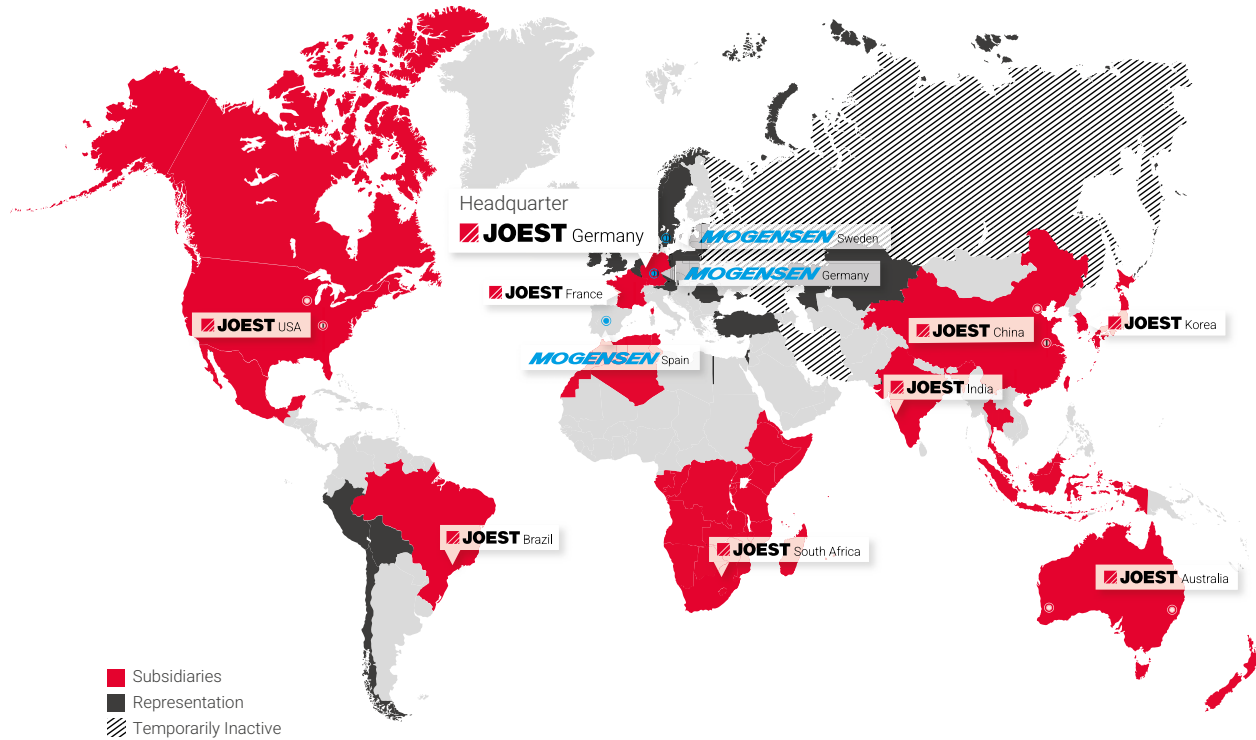 Headquarter
JOEST Germany
MOGENSEN Sweden
MOGENSEN Germany
JOEST France
JOEST USA
JOEST China
JOEST Korea
MOGENSEN Spain
JOEST India
JOEST Brazil
JOEST South Africa
JOEST Australia
Subsidiaries
Representation
Temporarily Inactive